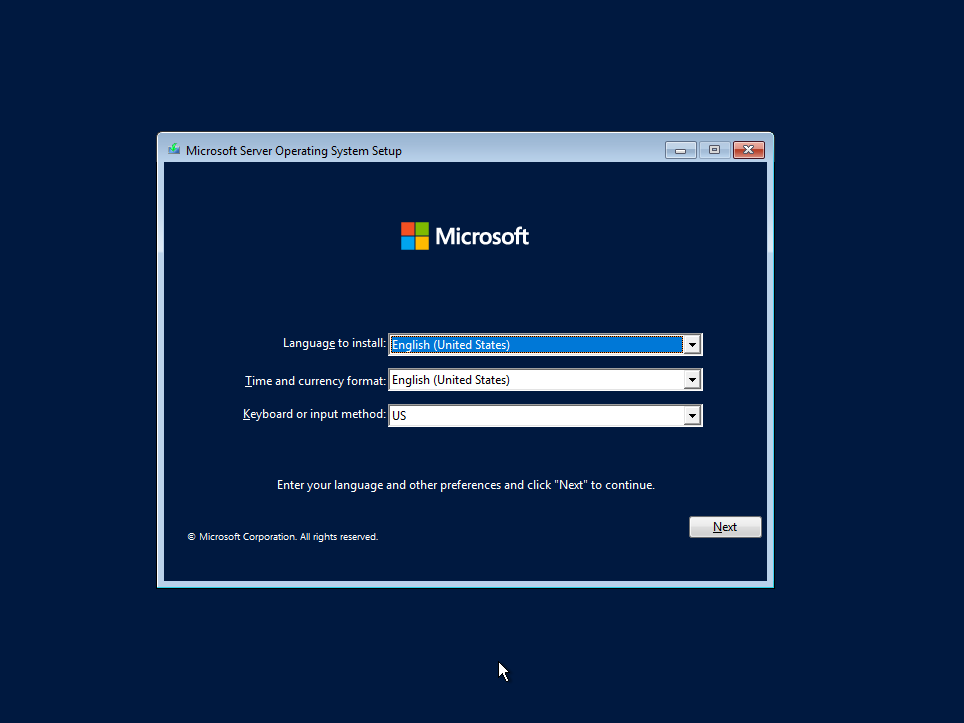 Microsoft Server Operating System Setup
Microsoft
Language to install: English (United States)
Time and currency format: English (United States)
Keyboard or input method: US
Enter your language and other preferences and click "Next" to continue.
Next
© Microsoft Corporation. All rights reserved.